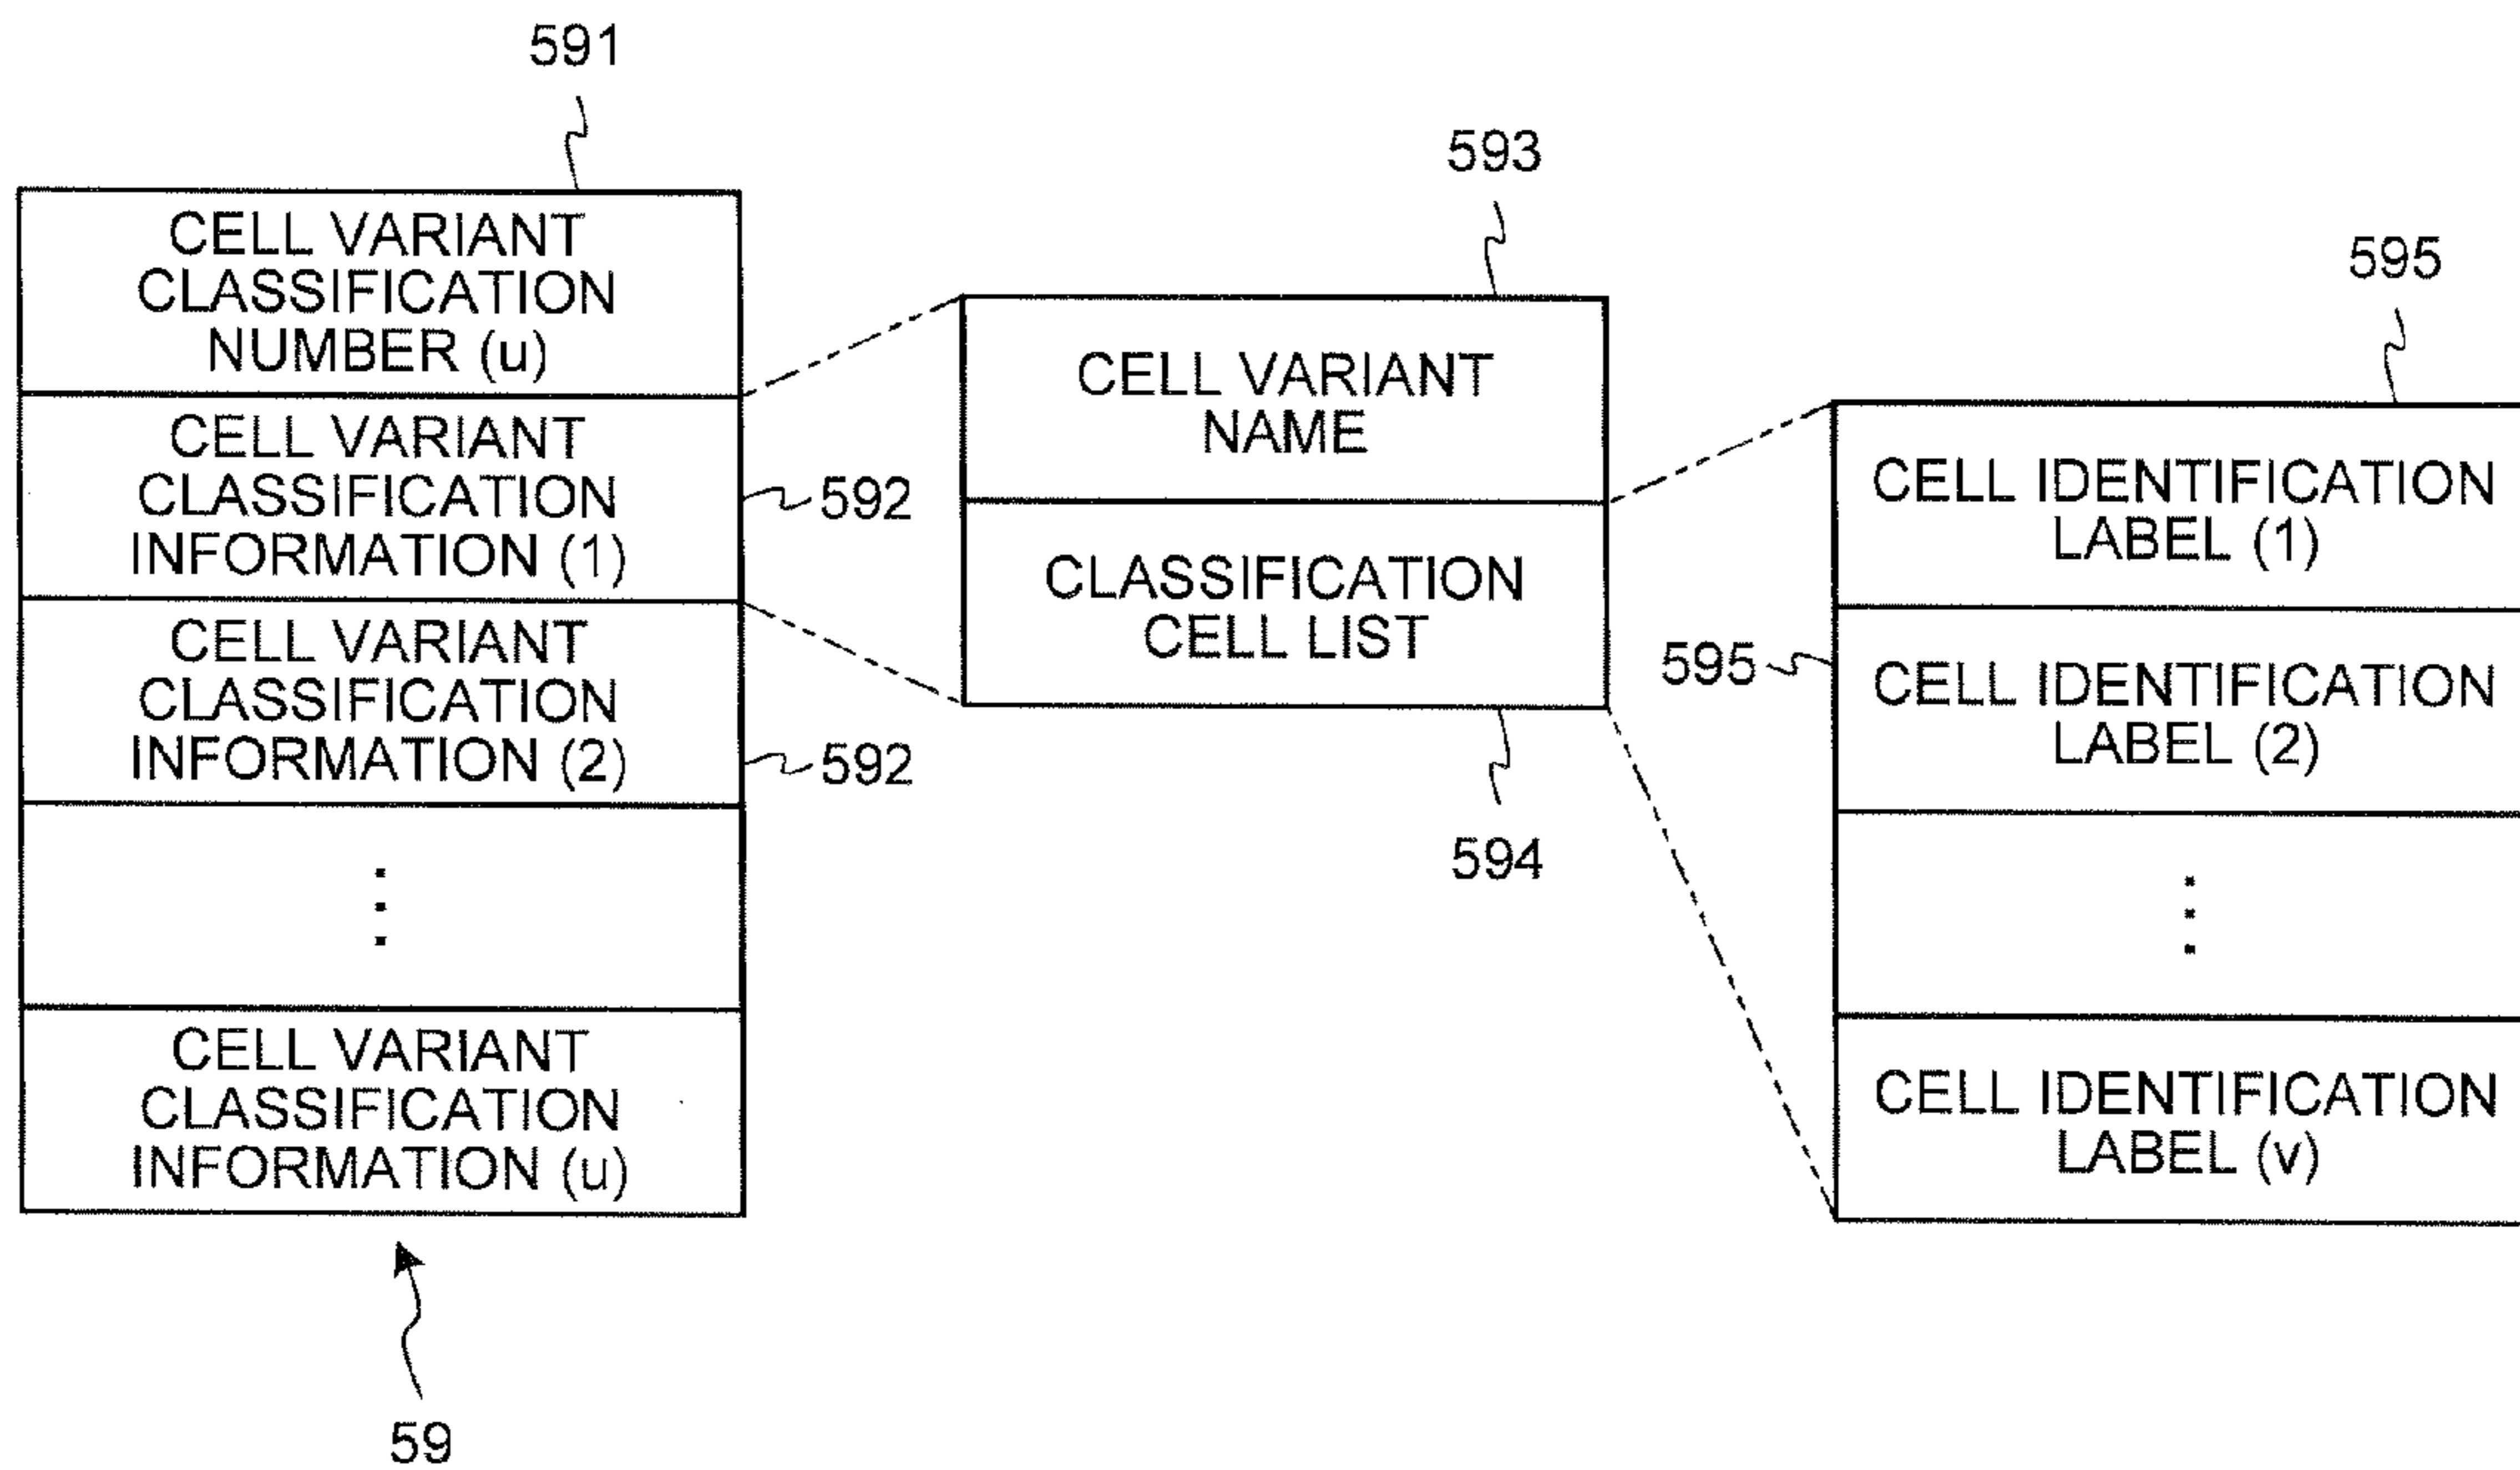 591
CELL VARIANT
CLASSIFICATION
NUMBER (u)
CELL VARIANT
CLASSIFICATION
INFORMATION (1)
592
CELL VARIANT
CLASSIFICATION
INFORMATION (2)
592
CELL VARIANT
CLASSIFICATION
INFORMATION (u)
59
593
CELL VARIANT
NAME
CLASSIFICATION
CELL LIST
594
595
CELL IDENTIFICATION
LABEL (1)
595
CELL IDENTIFICATION
LABEL (2)
CELL IDENTIFICATION
LABEL (v)